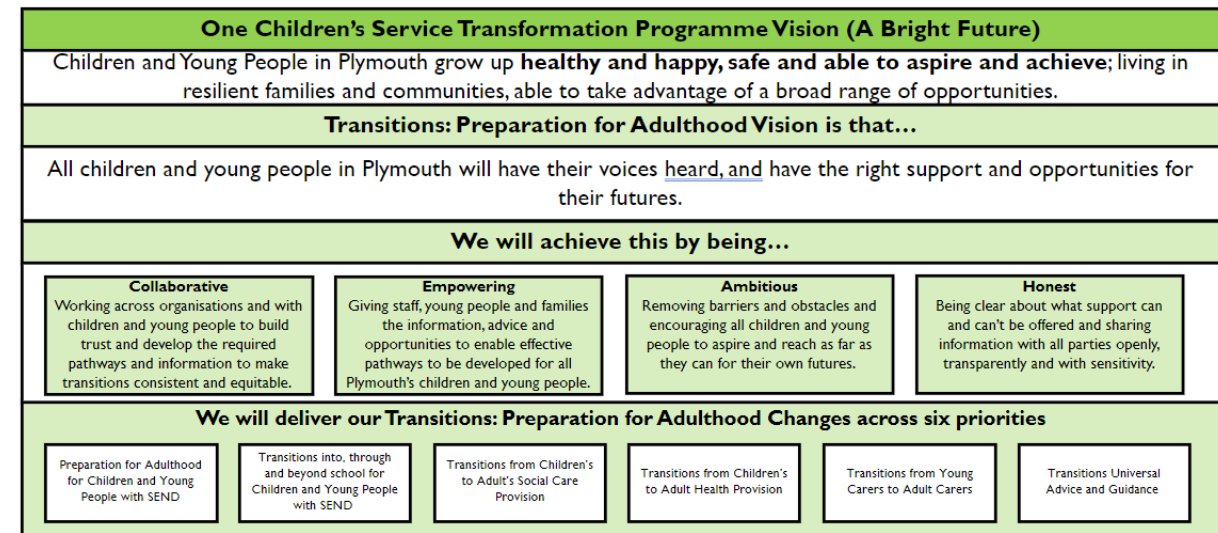 One Children's Service Transformation Programme Vision (A Bright Future)
Children and Young People in Plymouth grow up healthy and happy, safe and able to aspire and achieve; living in
resilient families and communities, able to take advantage of a broad range of opportunities.
Transitions: Preparation for Adulthood Vision is that…
All children and young people in Plymouth will have their voices heard, and have the right support and opportunities for
their futures.
We will achieve this by being…
Collaborative
Working across organisations and with
children and young people to build
trust and develop the required
pathways and information to make
transitions consistent and equitable.
Empowering
Giving staff, young people and families
the information, advice and
opportunities to enable effective
pathways to be developed for all
Plymouth's children and young people.
Ambitious
Removing barriers and obstacles and
encouraging all children and young
people to aspire and reach as far as
they can for their own futures.
Honest
Being clear about what support can
and can't be offered and sharing
information with all parties openly,
transparently and with sensitivity.
We will deliver our Transitions: Preparation for Adulthood Changes across six priorities
Preparation for Adulthood
for Children and Young
People with SEND
Transitions into, through
and beyond school for
Children and Young People
with SEND
Transitions from Children's
to Adult's Social Care
Provision
Transitions from Children's
to Adult Health Provision
Transitions from Young
Carers to Adult Carers
Transitions Universal
Advice and Guidance